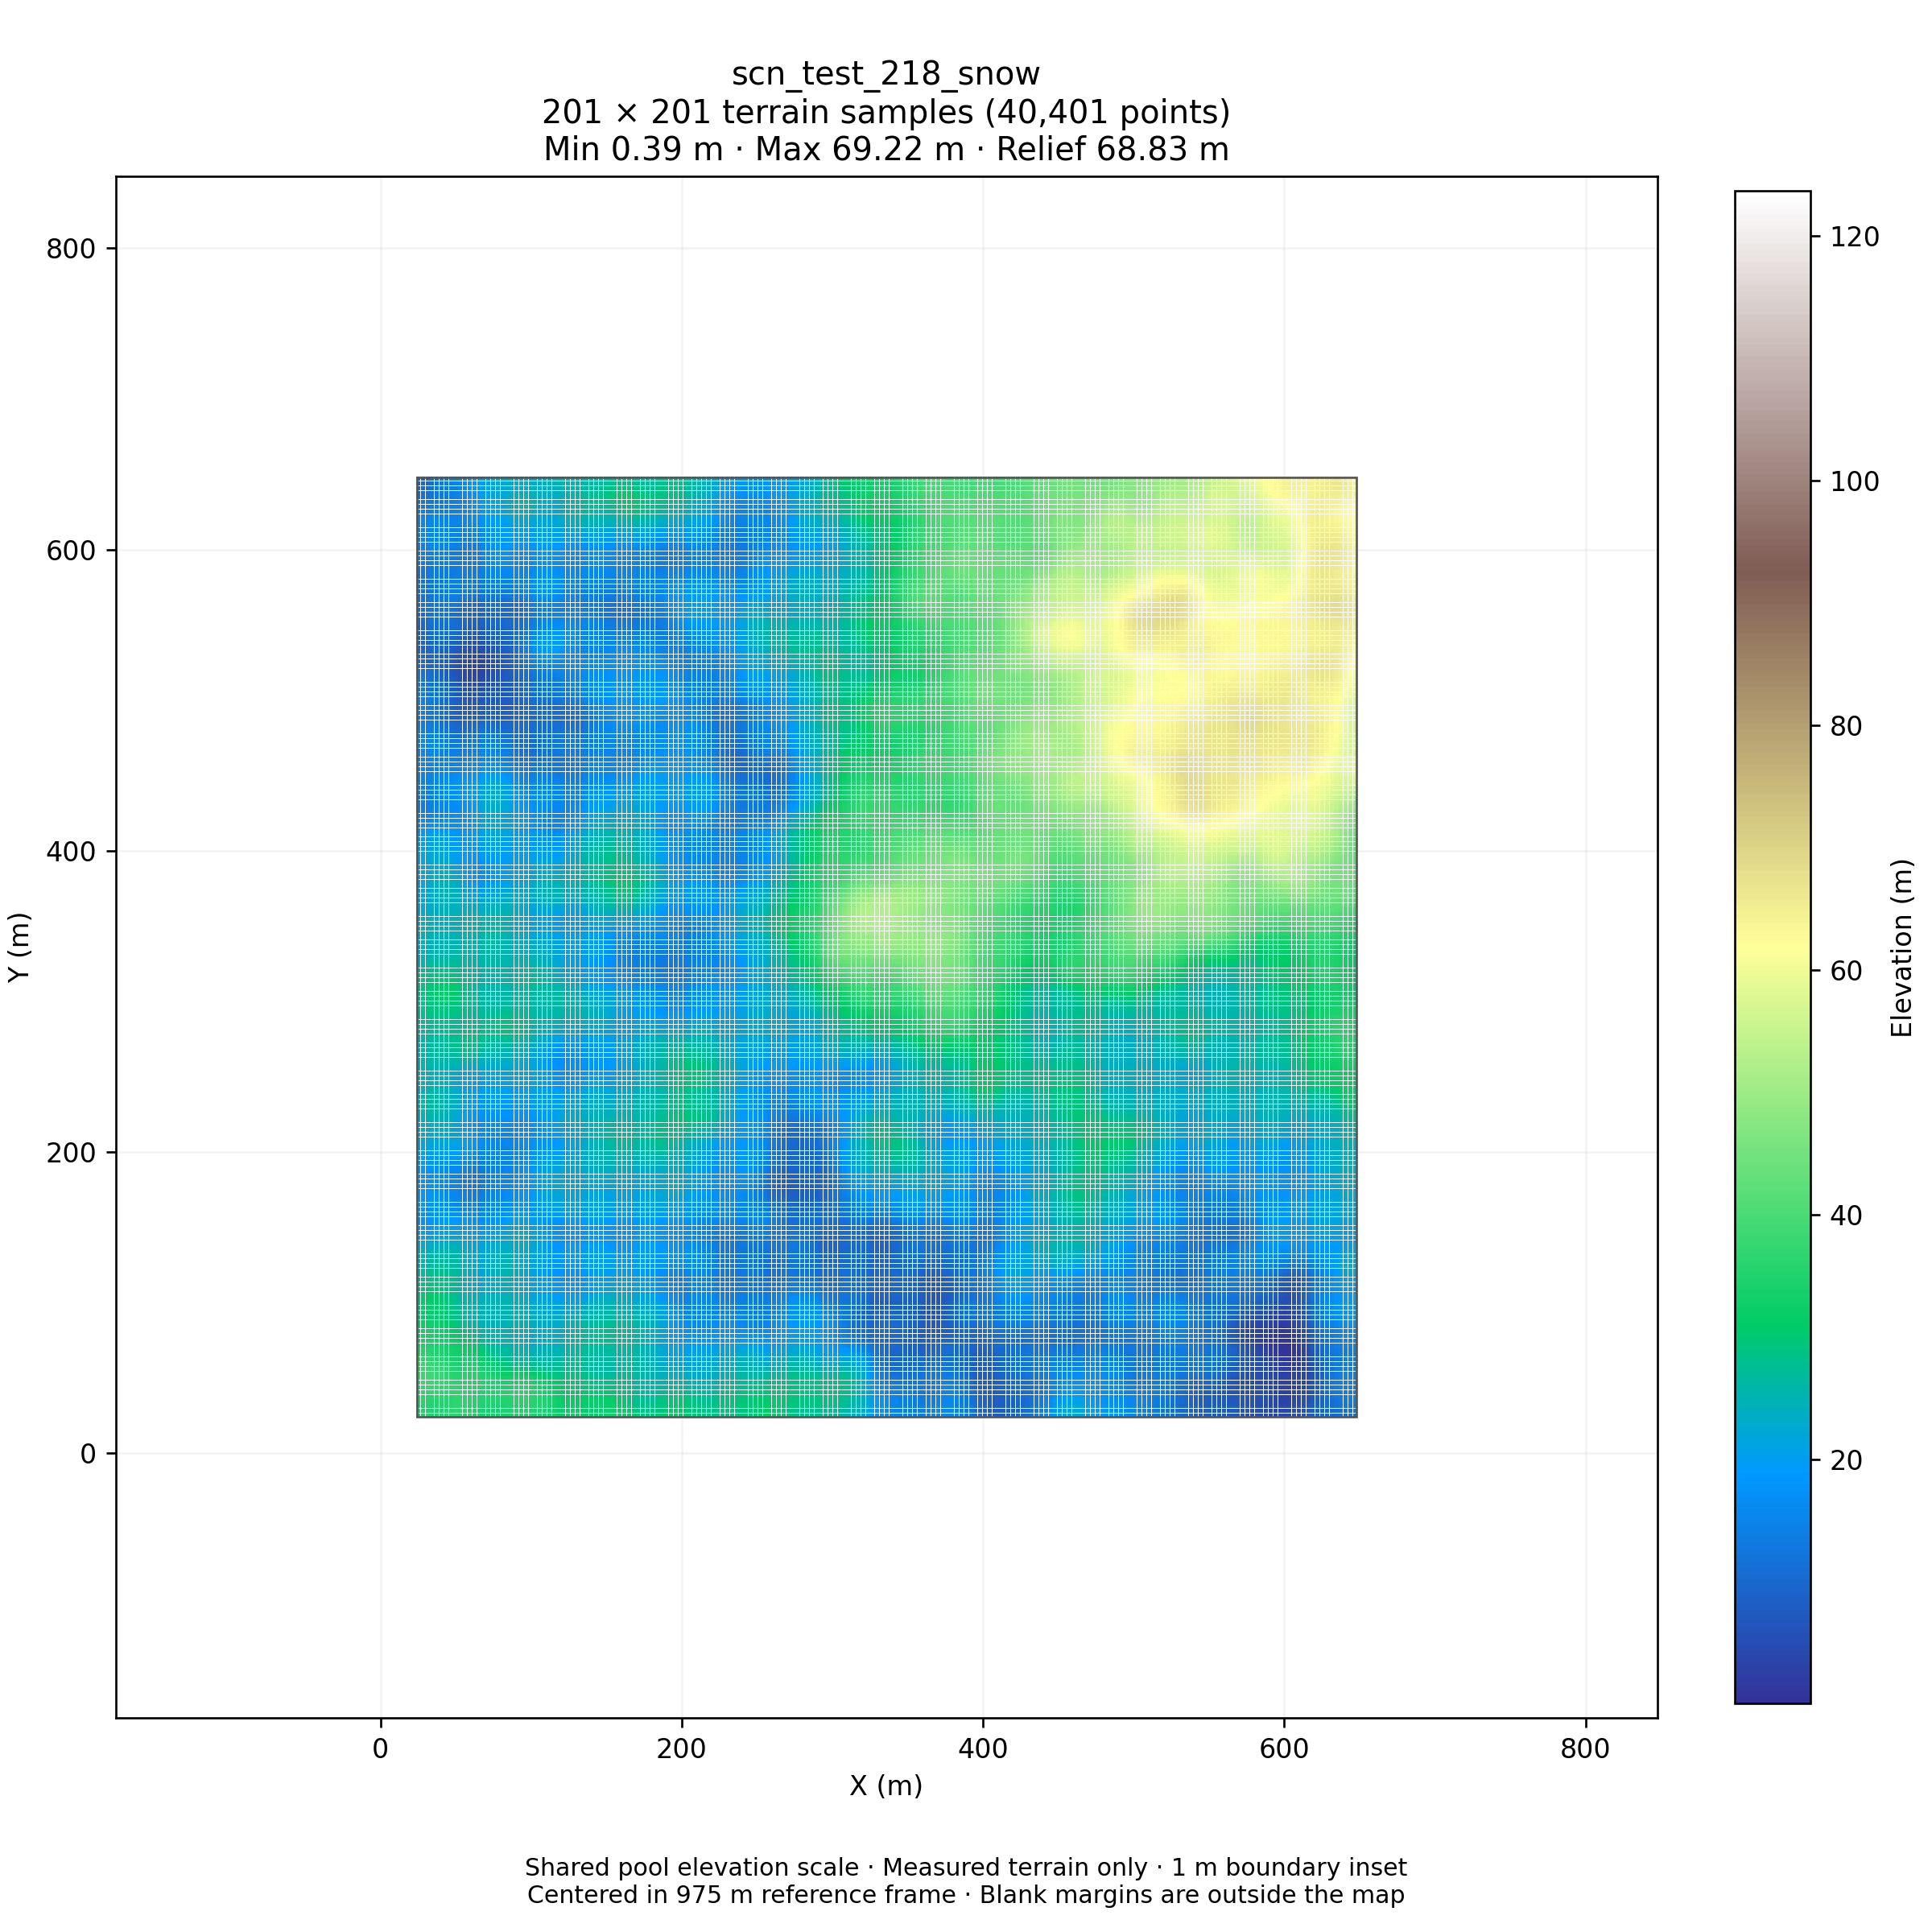 scn_test_218_snow
201 × 201 terrain samples (40,401 points)
Min 0.39 m · Max 69.22 m · Relief 68.83 m
800
600
400
200
0
Y (m)
0
200
400
600
800
X (m)
120
100
80
60
40
20
Elevation (m)
Shared pool elevation scale · Measured terrain only · 1 m boundary inset
Centered in 975 m reference frame · Blank margins are outside the map